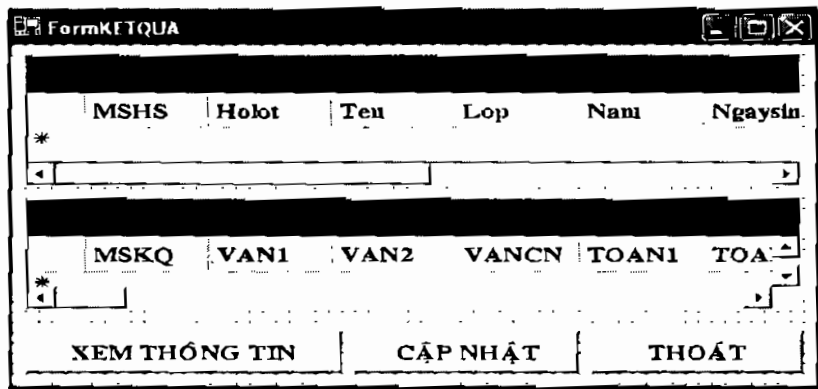 FormKETQUA
MSHS Holot Ten Lop Nam Ngaysin
MSKQ VAN1 VAN2 VANCN TOAN1 TOA
XEM THÔNG TIN CẬP NHẬT THOÁT